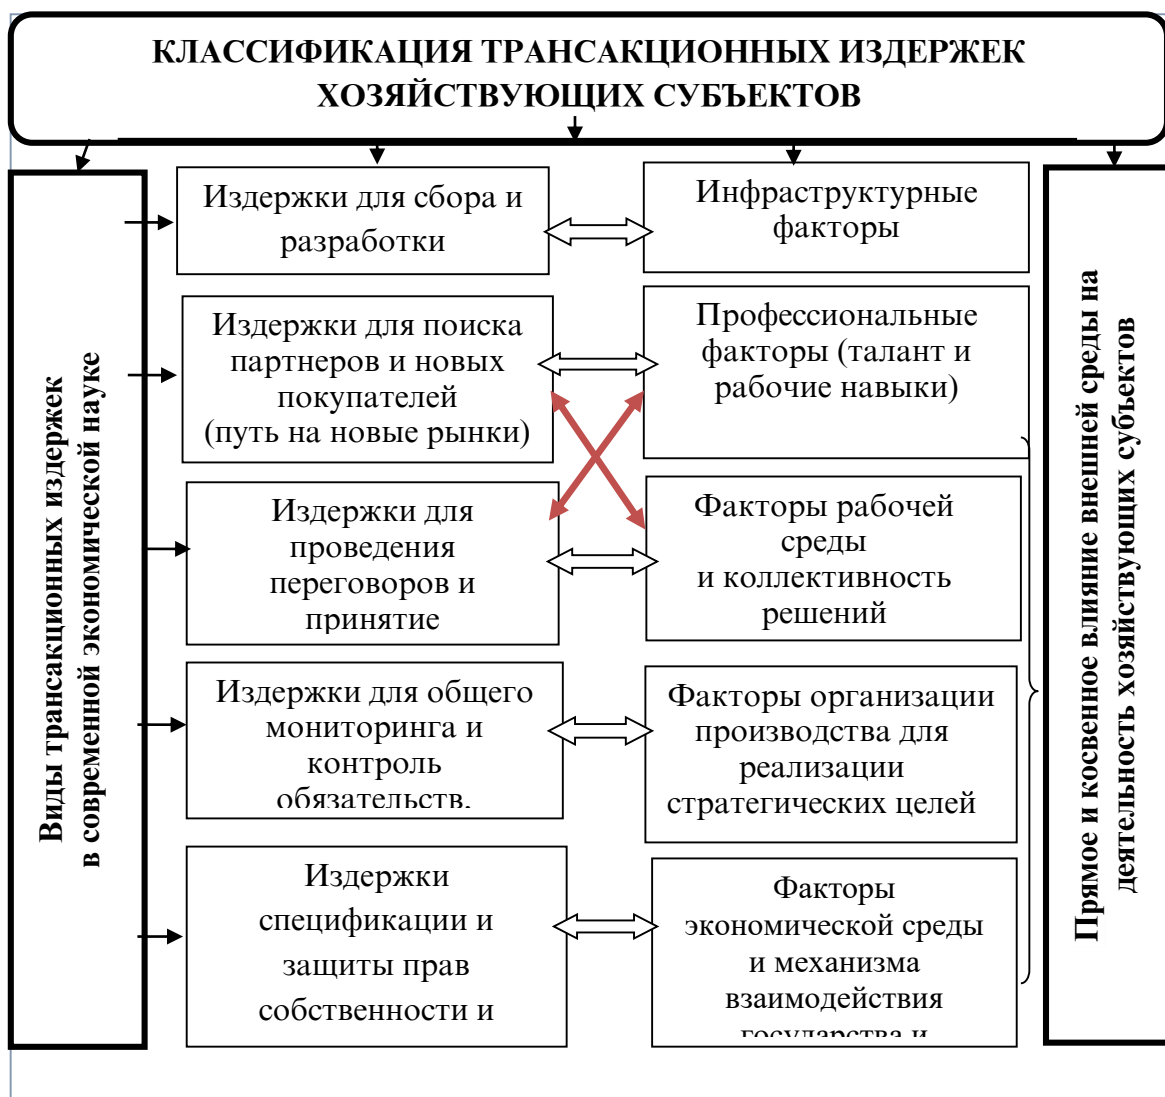 КЛАССИФИКАЦИЯ ТРАНСАКЦИОННЫХ ИЗДЕРЖЕК
ХОЗЯЙСТВУЮЩИХ СУБЪЕКТОВ
Виды трансакционных издержек
в современной экономической науке
Издержки для сбора и
разработки
Издержки для поиска
партнеров и новых
покупателей
(путь на новые рынки)
Издержки для
проведения
переговоров и
принятие
Издержки для общего
мониторинга и
контроль
обязательств.
Издержки
спецификации и
защиты прав
собственности и
Инфраструктурные
факторы
Профессиональные
факторы (талант и
рабочие навыки)
Факторы рабочей
среды
и коллективность
решений
Факторы организации
производства для
реализации
стратегических целей
Факторы
экономической среды
и механизма
взаимодействия
государства и
Прямое и косвенное влияние внешней среды на
деятельность хозяйствующих субъектов